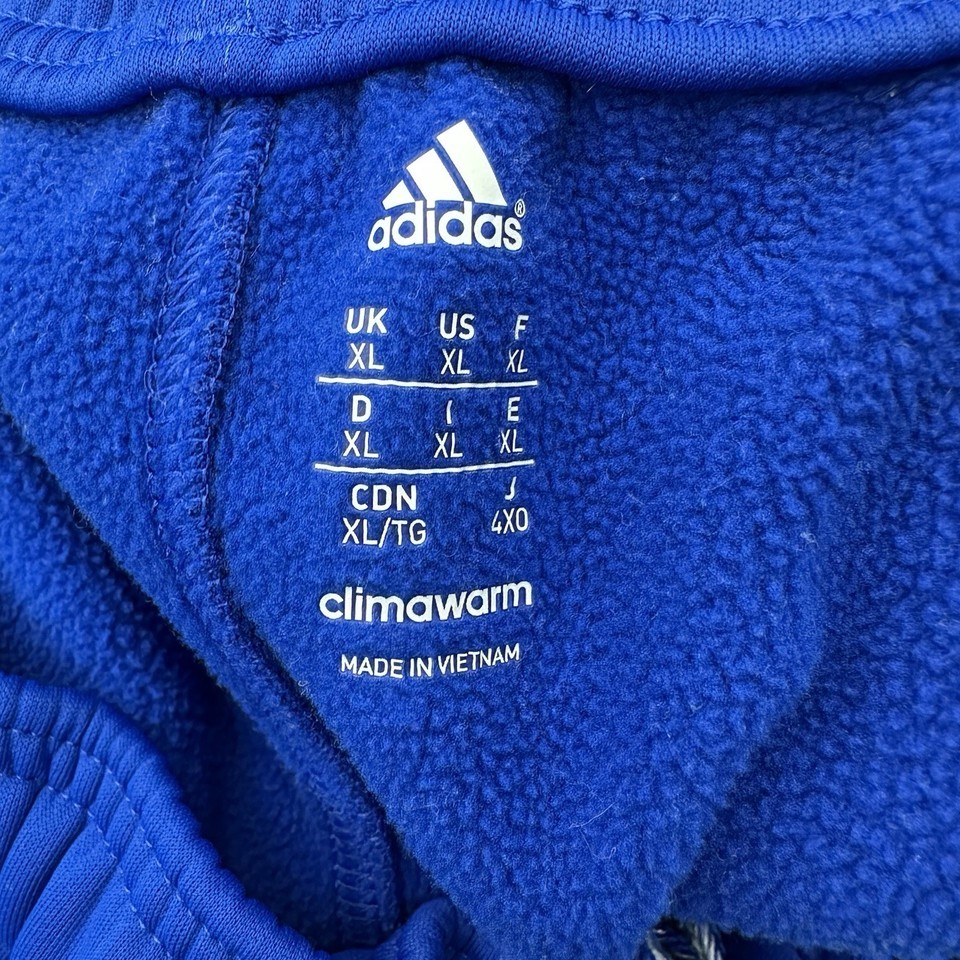 adidas®
UK US F
XL XL XL
D I E
XL XL XL
CDN J
XL/TG 4XO
climawarm
MADE IN VIETNAM